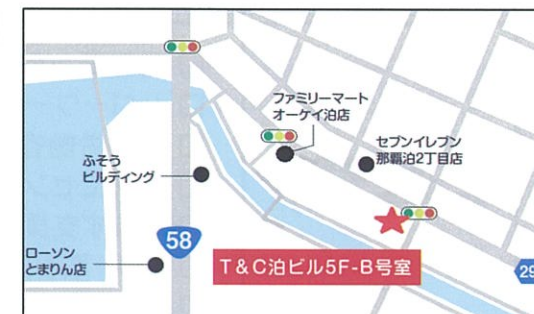 ファミリーマート
オーケイ泊店
セブンイレブン
那覇泊2丁目店
ふそう
ビルディング
58
ローソン
とまりん店
T&C泊ビル5F-B号室
29